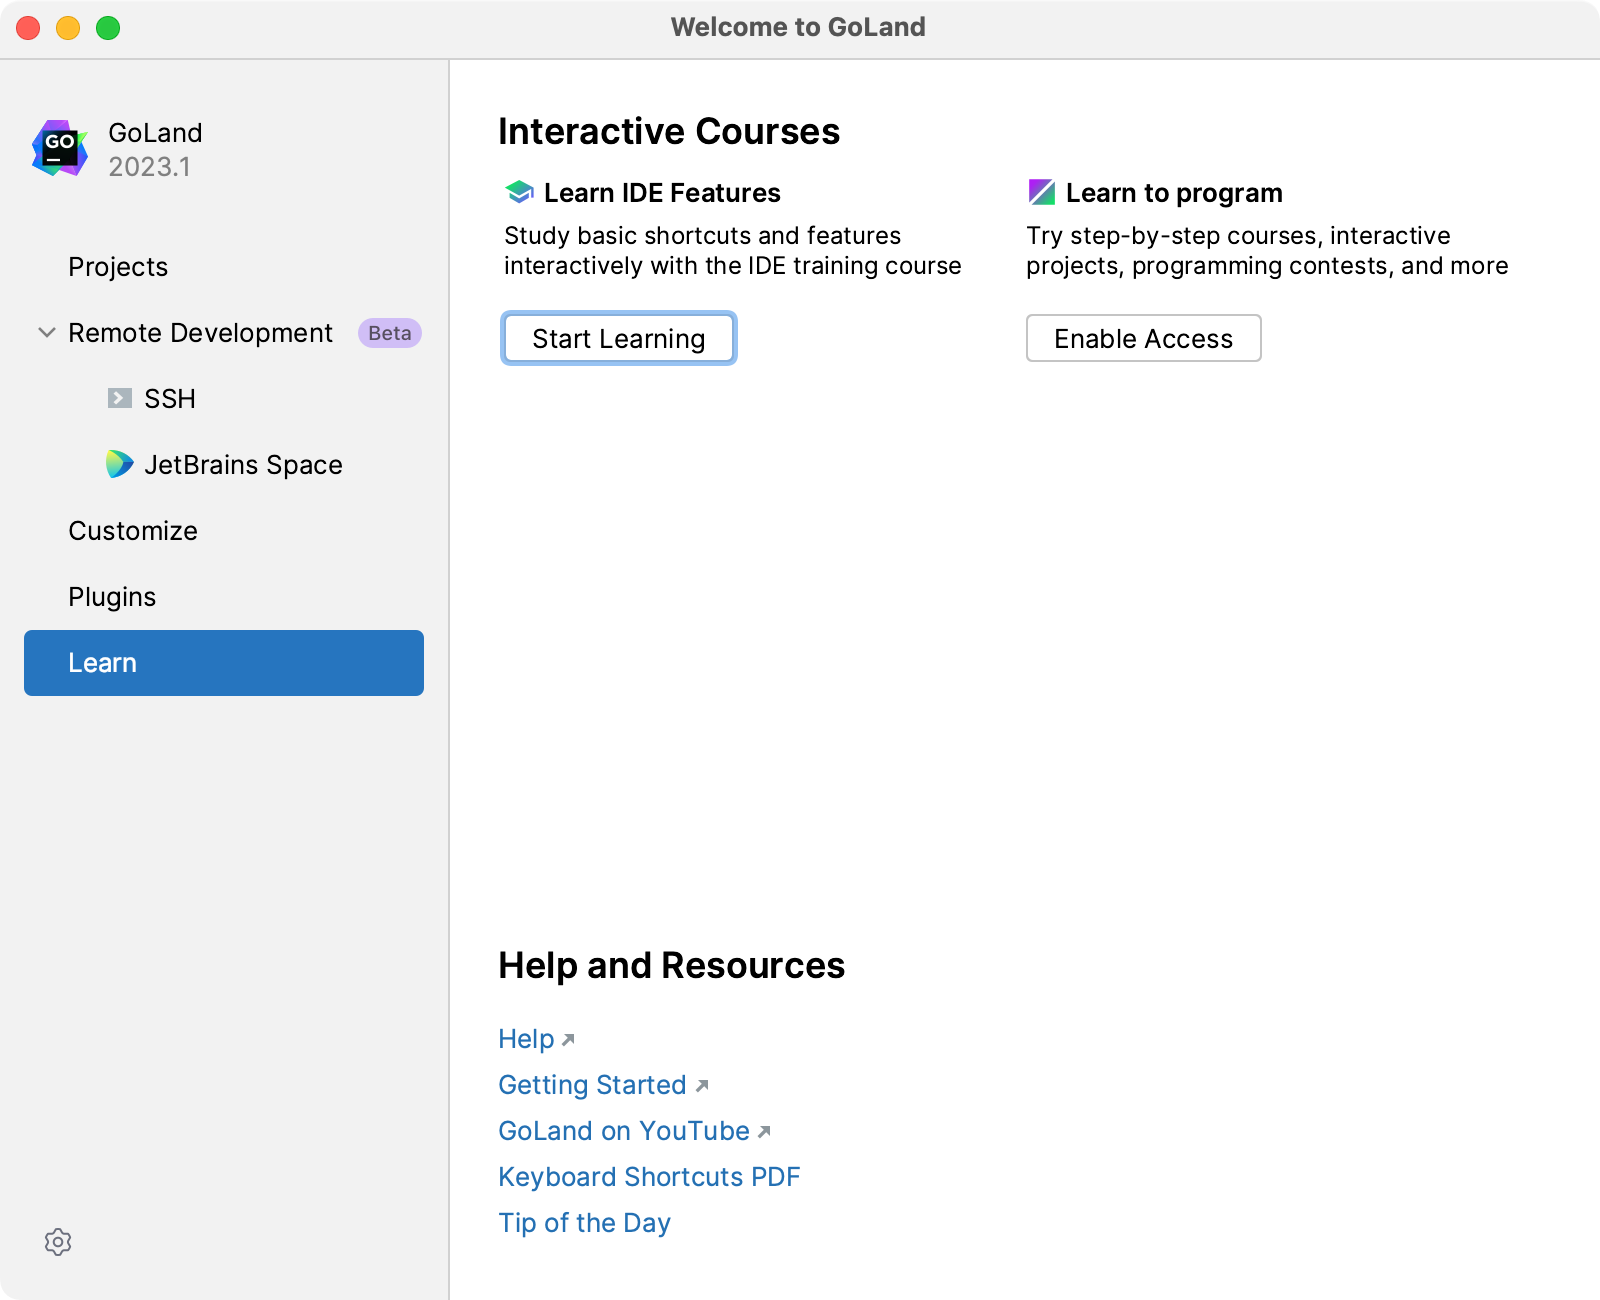 Welcome to GoLand
GO
GoLand
2023.1
Projects
Remote Development Beta
SSH
JetBrains Space
Customize
Plugins
Learn
Interactive Courses
Learn IDE Features
Study basic shortcuts and features
interactively with the IDE training course
Start Learning
Learn to program
Try step-by-step courses, interactive
projects, programming contests, and more
Enable Access
Help and Resources
Help
Getting Started
GoLand on YouTube
Keyboard Shortcuts PDF
Tip of the Day